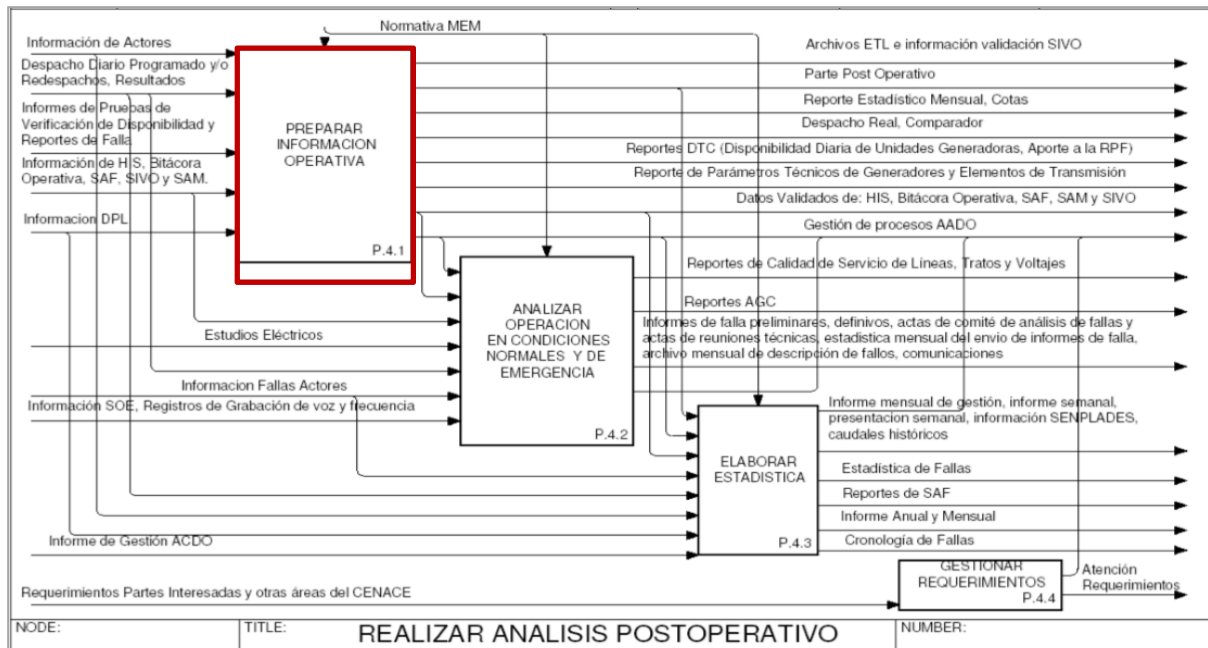 Normativa MEM
Información de Actores
Despacho Diario Programado y/o
Redespachos, Resultados
Informes de Pruebas de
Verificación de Disponibilidad y
Reportes de Falla
Información de HIS, Bitácora
Operativa, SAF, SIVO y SAM.
Informacion DPL
PREPARAR
INFORMACION
OPERATIVA
P.4.1
Archivos ETL e información validación SIVO
Parte Post Operativo
Reporte Estadístico Mensual, Cotas
Despacho Real, Comparador
Reportes DTC (Disponibilidad Diaria de Unidades Generadoras, Aporte a la RPF)
Reporte de Parámetros Técnicos de Generadores y Elementos de Transmisión
Datos Validados de: HIS, Bitácora Operativa, SAF, SAM y SIVO
Gestión de procesos AADO
Estudios Eléctricos
Informacion Fallas Actores
Información SOE, Registros de Grabación de voz y frecuencia
ANALIZAR
OPERACION
EN CONDICIONES
NORMALES Y DE
EMERGENCIA
P.4.2
Reportes de Calidad de Servicio de Líneas, Tratos y Voltajes
Reportes AGC
Informes de falla preliminares, definivos, actas de comité de análisis de fallas y
actas de reuniones técnicas, estadistica mensual del envio de informes de falla,
archivo mensual de descripción de fallos, comunicaciones
Informe de Gestión ACDO
ELABORAR
ESTADISTICA
P.4.3
Informe mensual de gestión, informe semanal,
presentacion semanal, información SENPLADES,
caudales históricos
Estadística de Fallas
Reportes de SAF
Informe Anual y Mensual
Cronología de Fallas
Requerimientos Partes Interesadas y otras áreas del CENACE
GESTIONAR
REQUERIMIENTOS
P.4.4
Atención
Requerimientos
NODE:
TITLE:
REALIZAR ANALISIS POSTOPERATIVO
NUMBER: